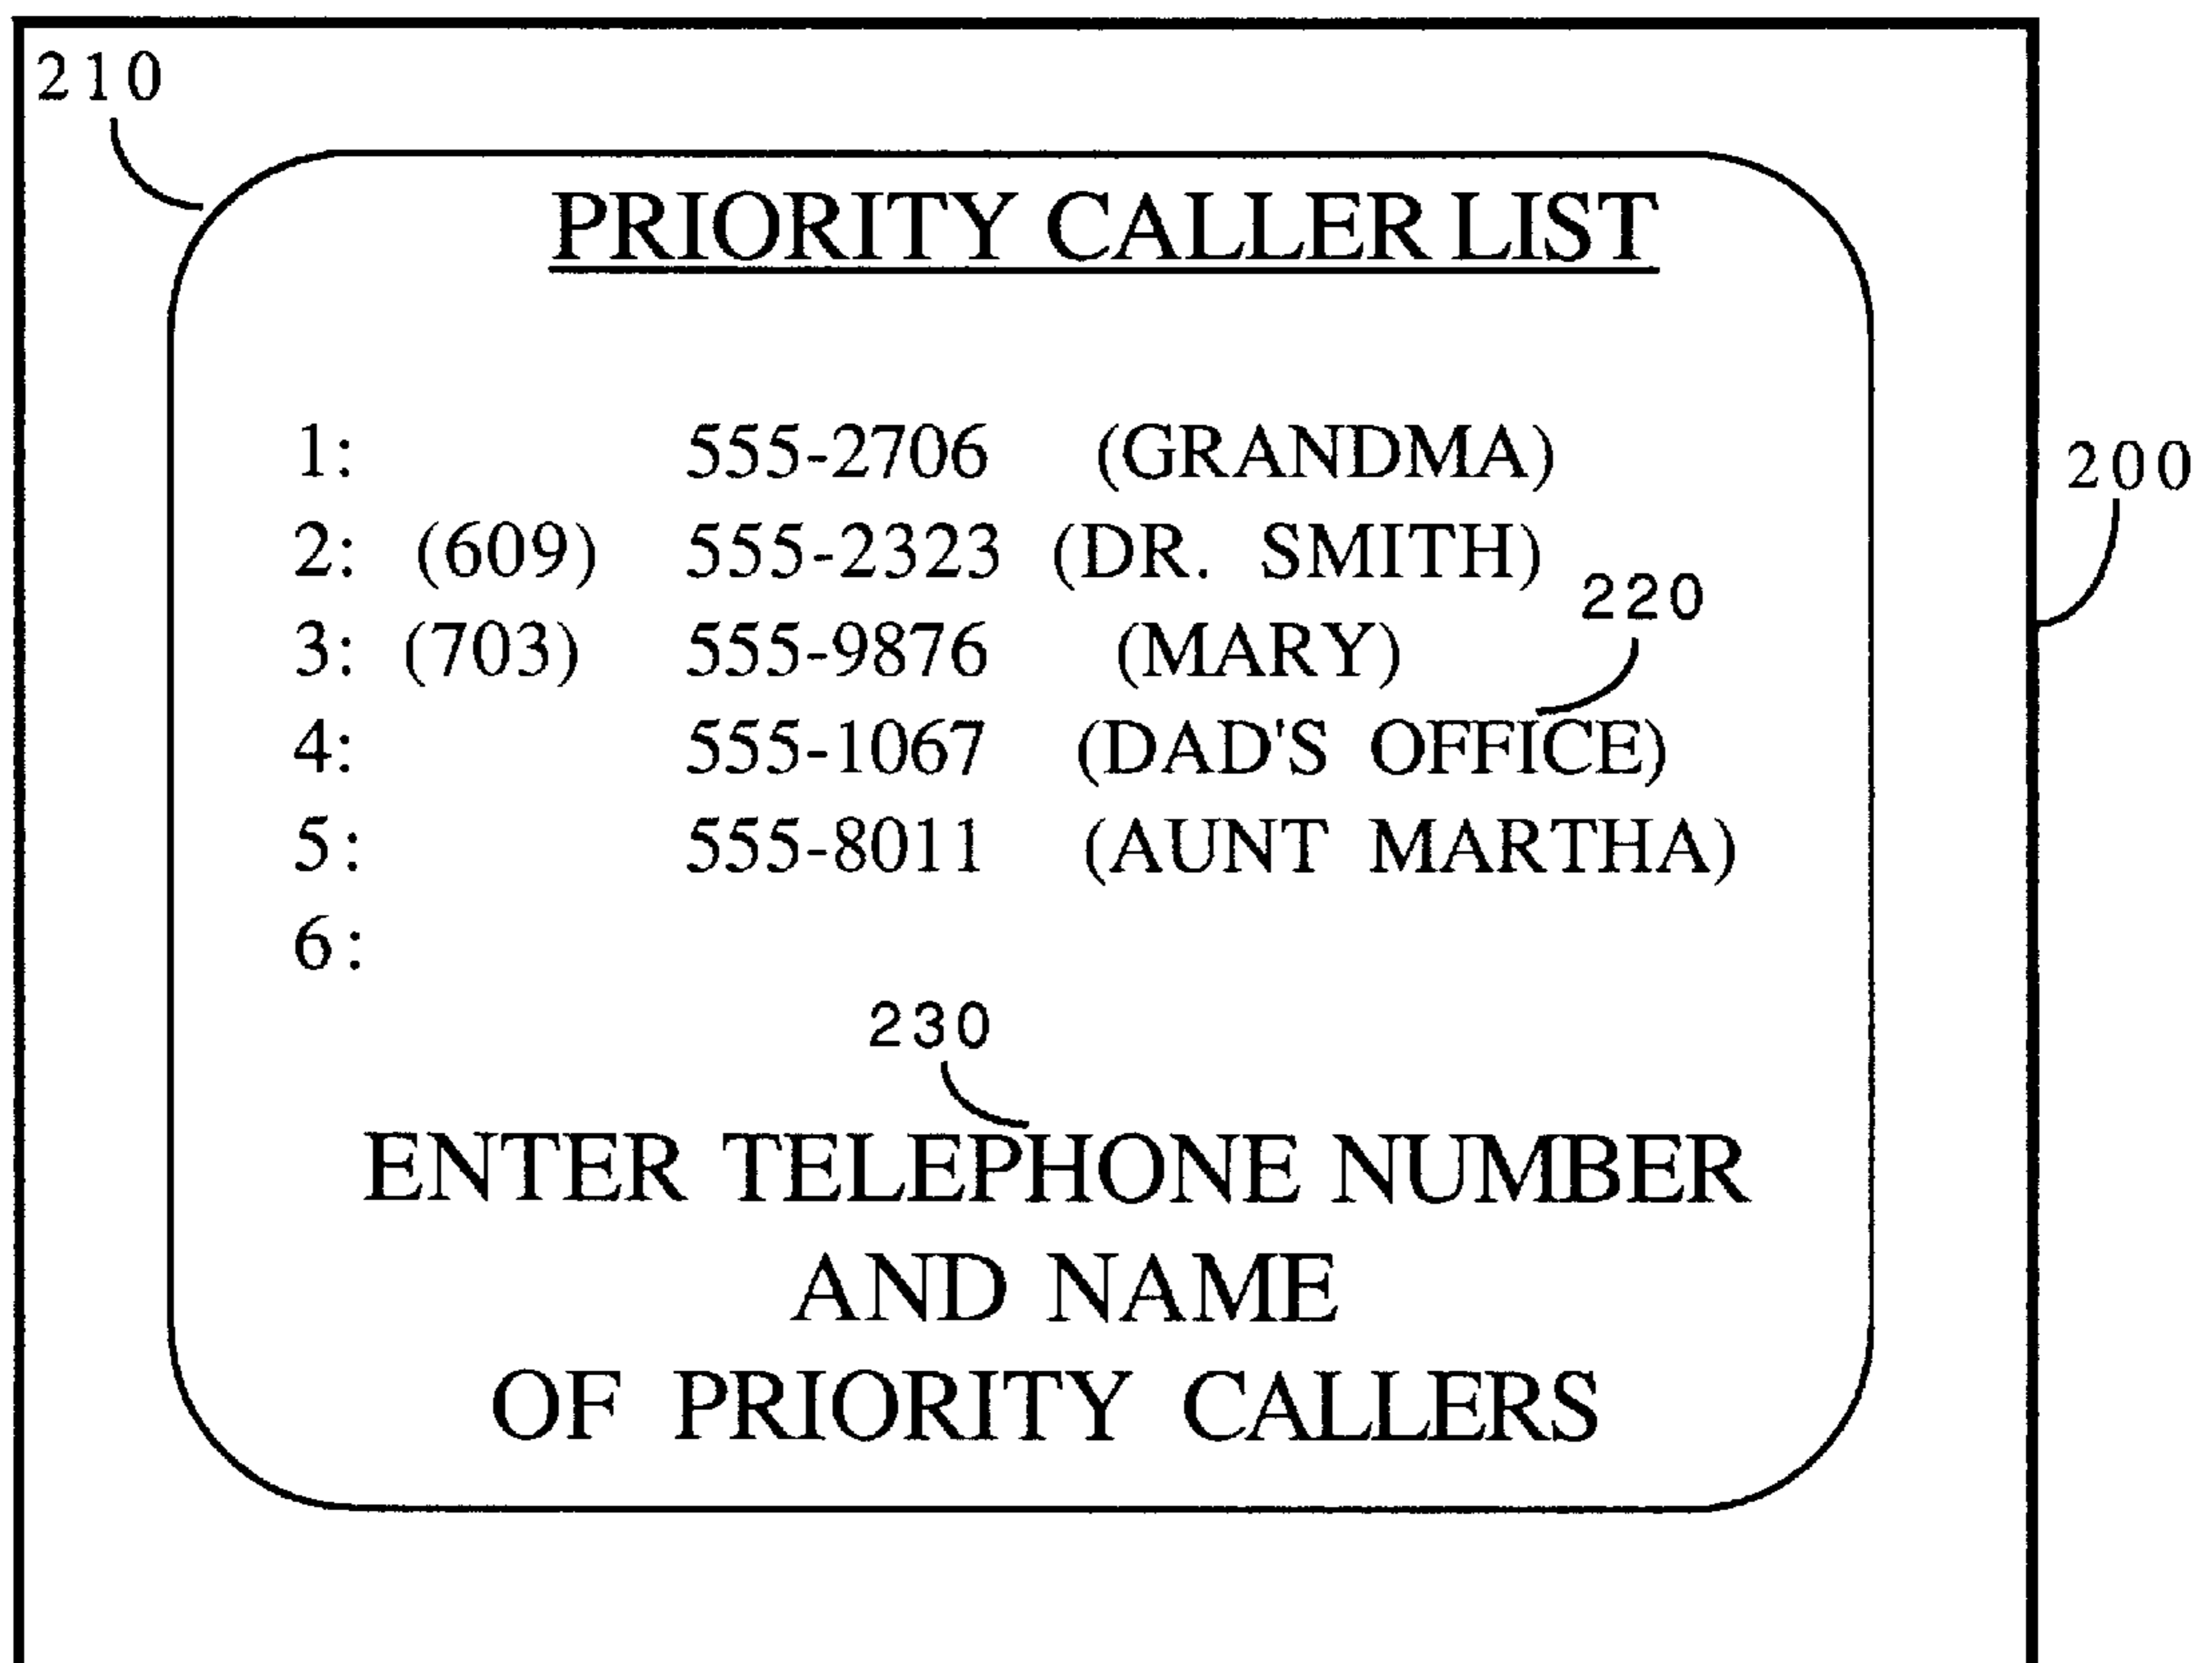 210
PRIORITY CALLER LIST
1: 555-2706 (GRANDMA)
200
2: (609) 555-2323 (DR. SMITH)
220
3: (703) 555-9876 (MARY)
4: 555-1067 (DAD'S OFFICE)
5: 555-8011 (AUNT MARTHA)
6:
230
ENTER TELEPHONE NUMBER
AND NAME
OF PRIORITY CALLERS